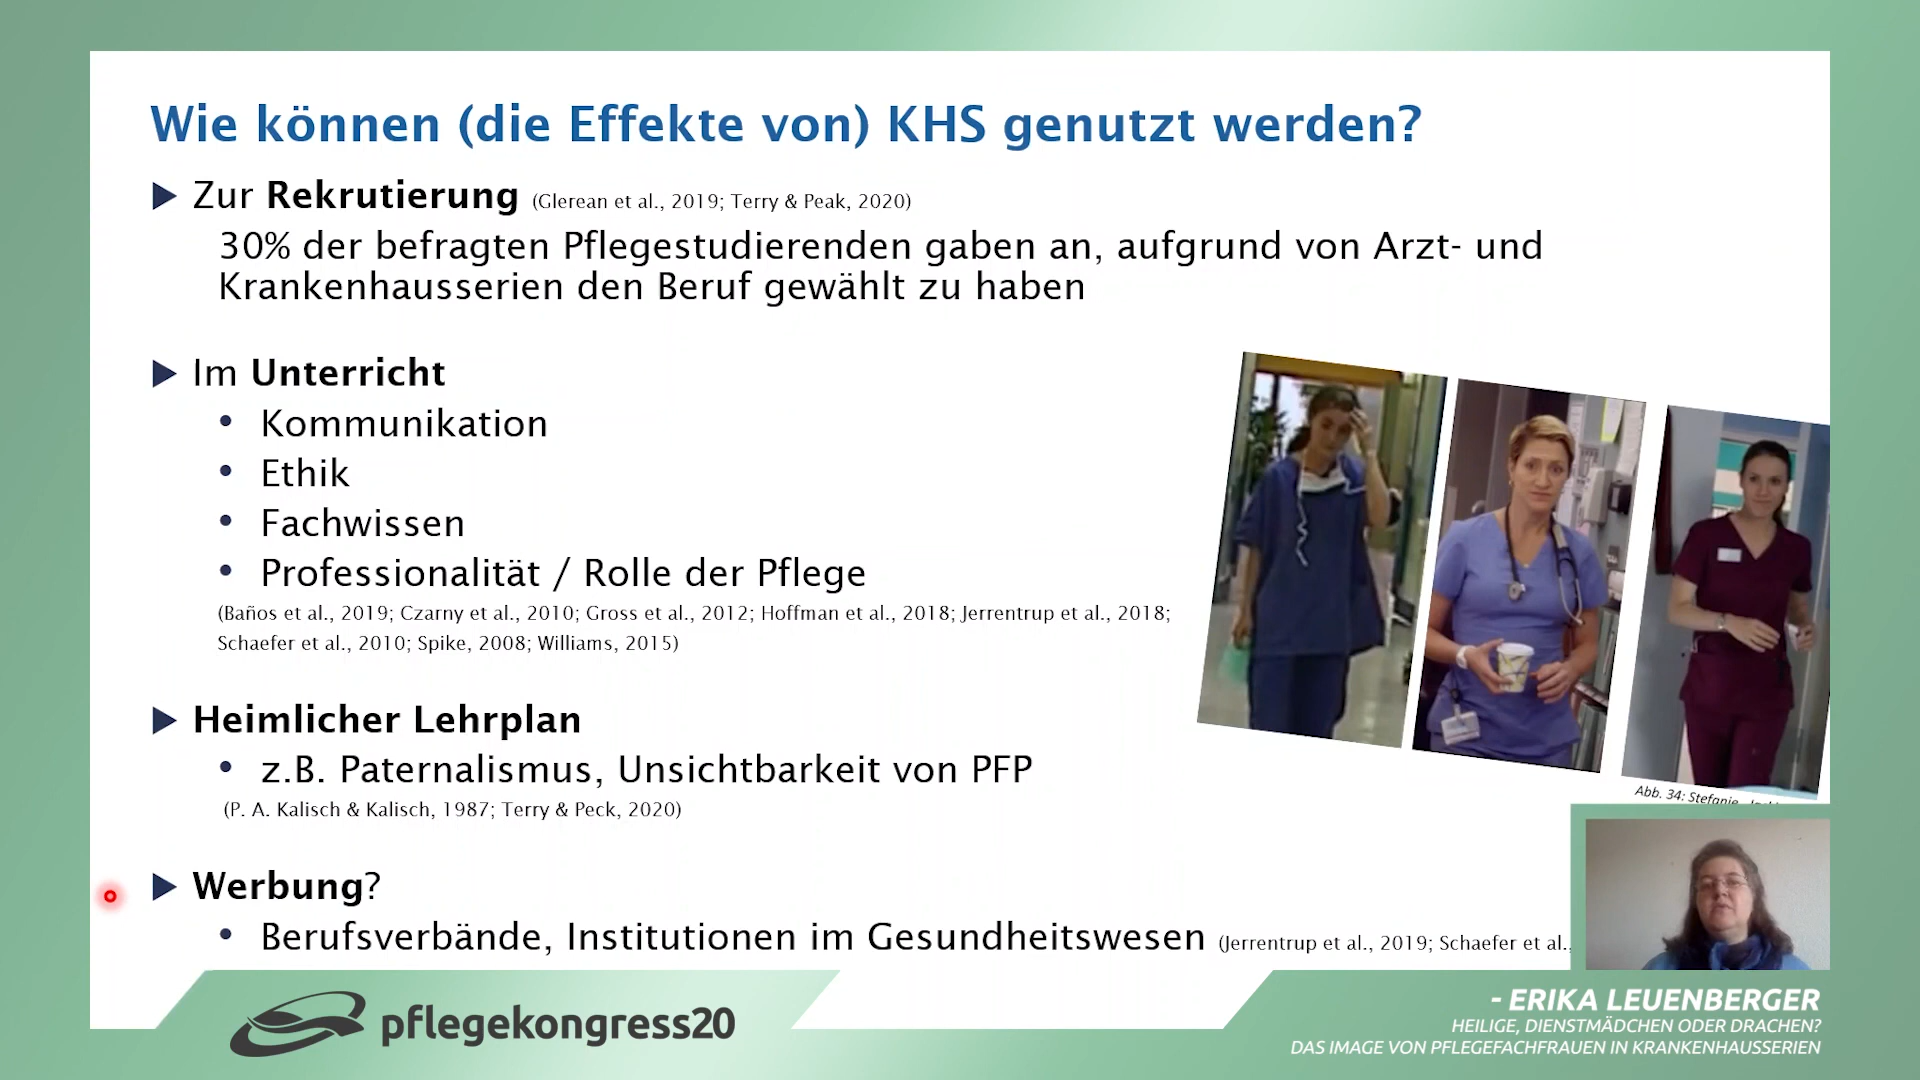 Wie können (die Effekte von) KHS genutzt werden?
Zur Rekrutierung (Glerean et al., 2019; Terry & Peak, 2020)
30% der befragten Pflegestudierenden gaben an, aufgrund von Arzt- und
Krankenhausserien den Beruf gewählt zu haben
Im Unterricht
• Kommunikation
• Ethik
• Fachwissen
• Professionalität / Rolle der Pflege
(Baños et al., 2019; Czarny et al., 2010; Gross et al., 2012; Hoffman et al., 2018; Jerrentrup et al., 2018;
Schaefer et al., 2010; Spike, 2008; Williams, 2015)
Heimlicher Lehrplan
• z.B. Paternalismus, Unsichtbarkeit von PFP
(P. A. Kalisch & Kalisch, 1987; Terry & Peck, 2020)
Abb. 34: Stefanie
Werbung?
• Berufsverbände, Institutionen im Gesundheitswesen (Jerrentrup et al., 2019; Schaefer et al.,
pflegekongress20
- ERIKA LEUENBERGER
HEILIGE, DIENSTMÄDCHEN ODER DRACHEN?
DAS IMAGE VON PFLEGEFACHFRAUEN IN KRANKENHAUSSERIEN